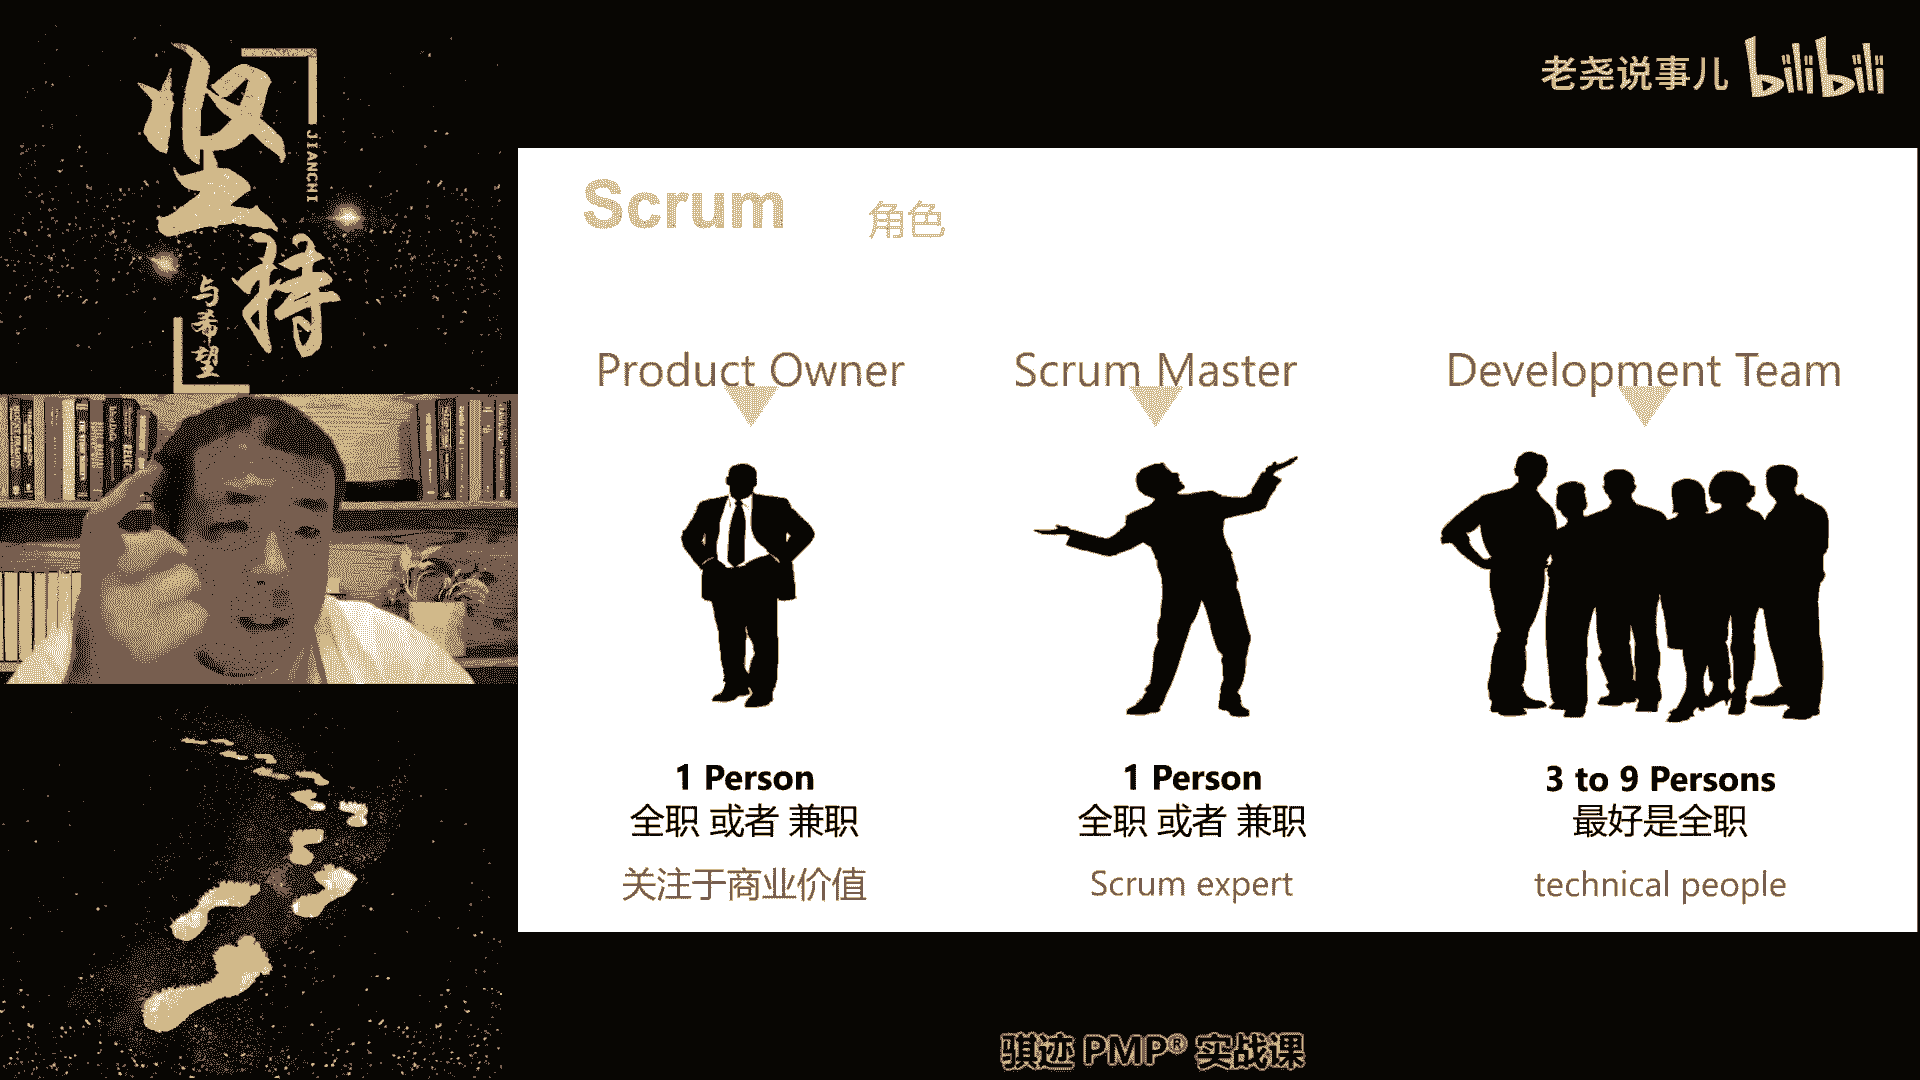 坚持
JIANCHI
与希望
老尧说事儿 bilibili
Scrum 角色
Product Owner
1 Person
全职 或者 兼职
关注于商业价值
Scrum Master
1 Person
全职 或者 兼职
Scrum expert
Development Team
3 to 9 Persons
最好是全职
technical people
骐迹 PMP® 实战课